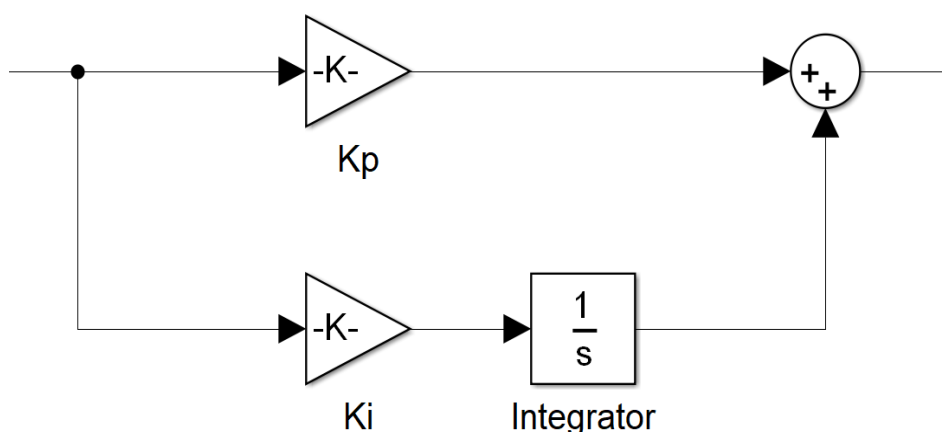 -K-
+
+
Kp
-K-
1
s
Ki
Integrator